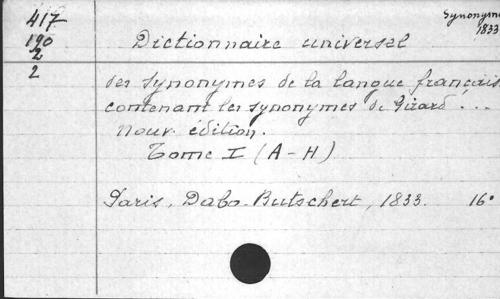 417
190
2
2
Synonymes
1833
Dictionnaire universel
des synonymes de la langue français
contenant les synonymes de Girard . . .
Nouv. édition.
Tome I (A-H)
Paris, Dabo-Butschert, 1833. 16°